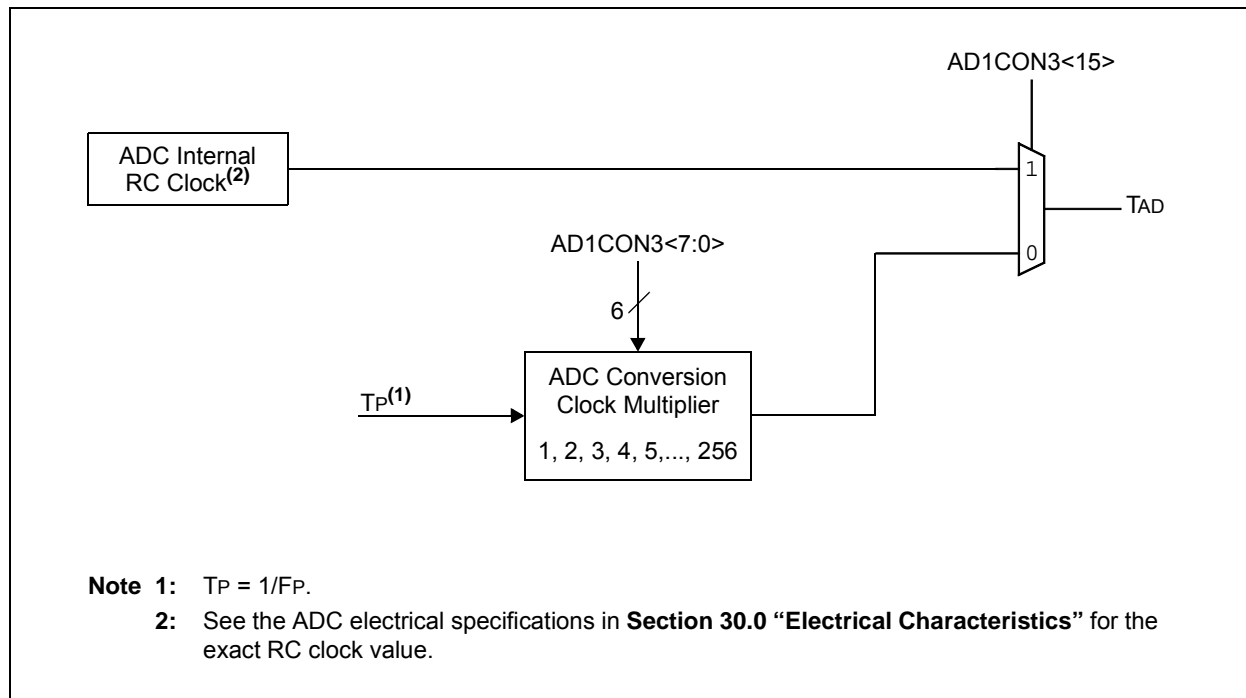 AD1CON3<15>
ADC Internal
RC Clock(2)
1
TAD
AD1CON3<7:0>
0
6
ADC Conversion
Clock Multiplier
TP(1)
1, 2, 3, 4, 5,..., 256
Note 1: TP = 1/FP.
2: See the ADC electrical specifications in Section 30.0 “Electrical Characteristics” for the
exact RC clock value.